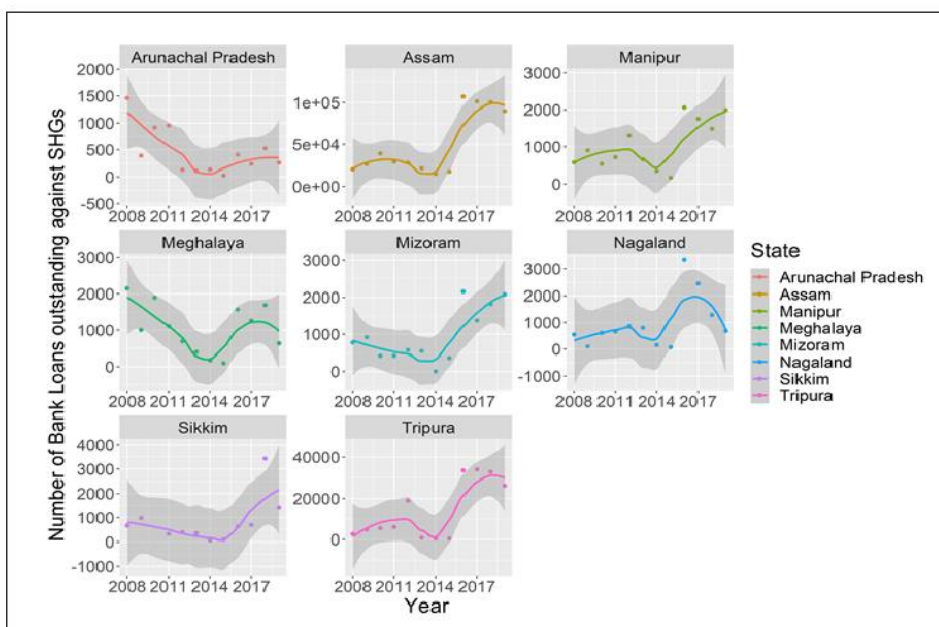 Number of Bank Loans outstanding against SHGs
Arunachal Pradesh
2000
1500
1000
500
0
-500
2008 2011 2014 2017
Assam
1e+05
5e+04
0e+00
2008 2011 2014 2017
Manipur
3000
2000
1000
0
2008 2011 2014 2017
Meghalaya
3000
2000
1000
0
2008 2011 2014 2017
Mizoram
3000
2000
1000
0
2008 2011 2014 2017
Nagaland
3000
2000
1000
0
-1000
2008 2011 2014 2017
Sikkim
4000
3000
2000
1000
0
-1000
2008 2011 2014 2017
Tripura
40000
20000
0
2008 2011 2014 2017
Year
State
Arunachal Pradesh
Assam
Manipur
Meghalaya
Mizoram
Nagaland
Sikkim
Tripura